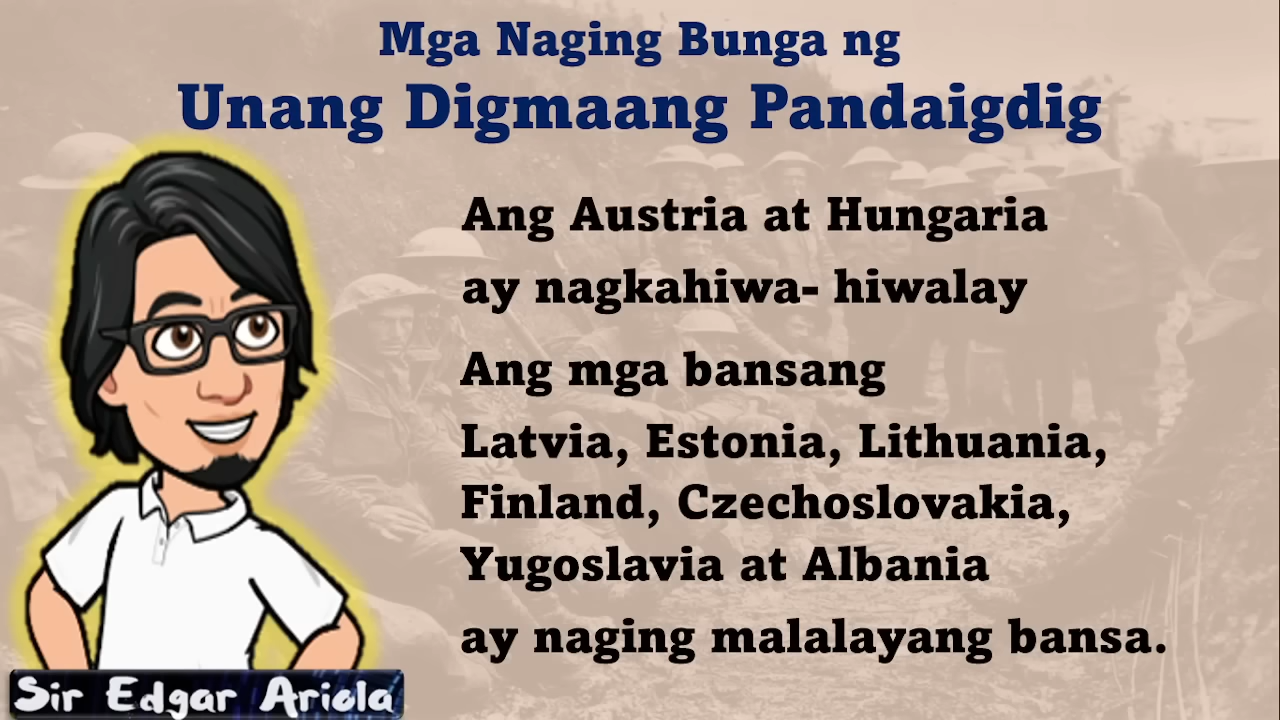 Mga Naging Bunga ng
Unang Digmaang Pandaigdig
Ang Austria at Hungaria
ay nagkahiwa- hiwalay
Ang mga bansang
Latvia, Estonia, Lithuania,
Finland, Czechoslovakia,
Yugoslavia at Albania
ay naging malalayang bansa.
Sir Edgar Ariola